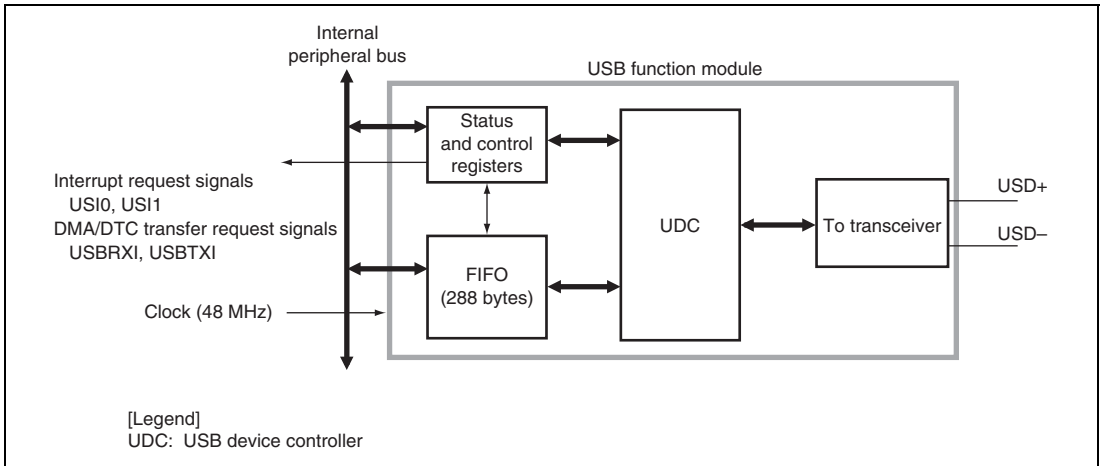 Internal
peripheral bus
USB function module
Status
and control
registers
Interrupt request signals
USI0, USI1
DMA/DTC transfer request signals
USBRXI, USBTXI
UDC
To transceiver
USD+
USD–
FIFO
(288 bytes)
Clock (48 MHz)
[Legend]
UDC: USB device controller